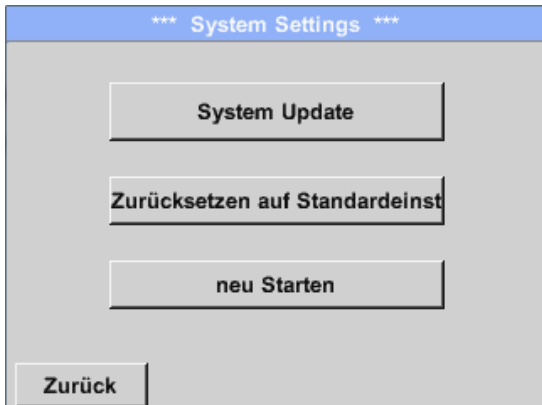 *** System Settings ***
System Update
Zurücksetzen auf Standardeinst
neu Starten
Zurück